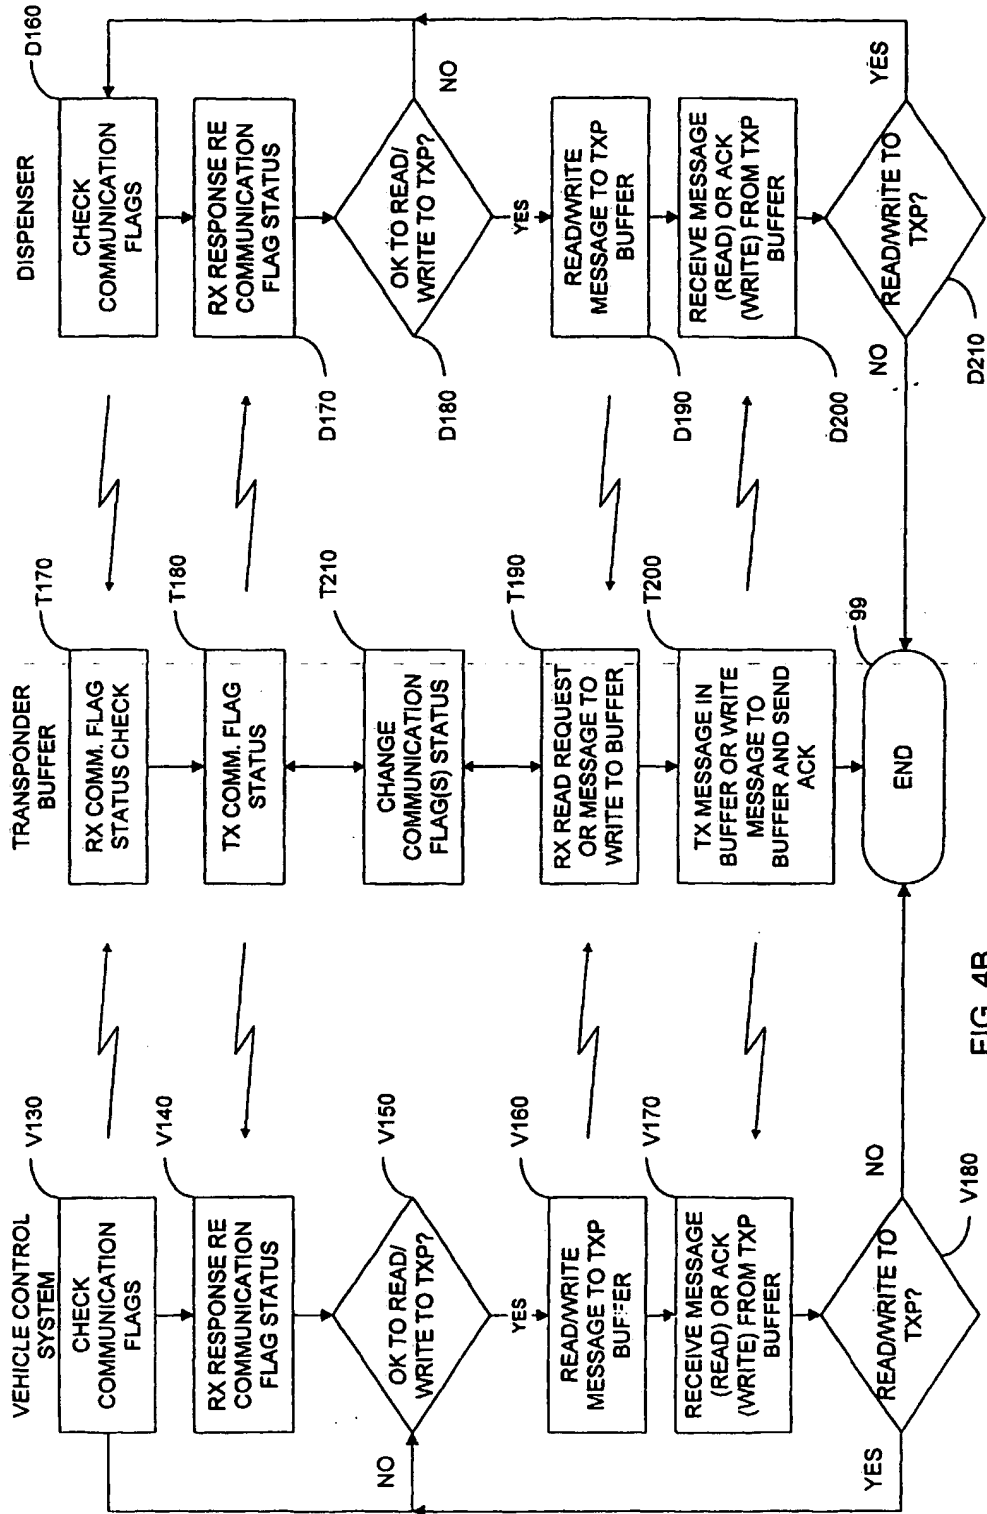 VEHICLE CONTROL
SYSTEM
V130
CHECK
COMMUNICATION
FLAGS
V140
RX RESPONSE RE
COMMUNICATION
FLAG STATUS
V150
OK TO READ/
WRITE TO TXP?
NO
YES
V160
READ/WRITE
MESSAGE TO TXP
BUFFER
V170
RECEIVE MESSAGE
(READ) OR ACK
(WRITE) FROM TXP
BUFFER
READ/WRITE TO
TXP?
YES
NO
V180
TRANSPONDER
BUFFER
T170
RX COMM. FLAG
STATUS CHECK
T180
TX COMM. FLAG
STATUS
T210
CHANGE
COMMUNICATION
FLAG(S) STATUS
T190
RX READ REQUEST
OR MESSAGE TO
WRITE TO BUFFER
T200
TX MESSAGE IN
BUFFER OR WRITE
MESSAGE TO
BUFFER AND SEND
ACK
99
END
DISPENSER
D160
CHECK
COMMUNICATION
FLAGS
RX RESPONSE RE
COMMUNICATION
FLAG STATUS
D170
OK TO READ/
WRITE TO TXP?
D180
NO
YES
READ/WRITE
MESSAGE TO TXP
BUFFER
D190
RECEIVE MESSAGE
(READ) OR ACK
(WRITE) FROM TXP
BUFFER
D200
READ/WRITE TO
TXP?
NO
YES
D210
FIG. 4B